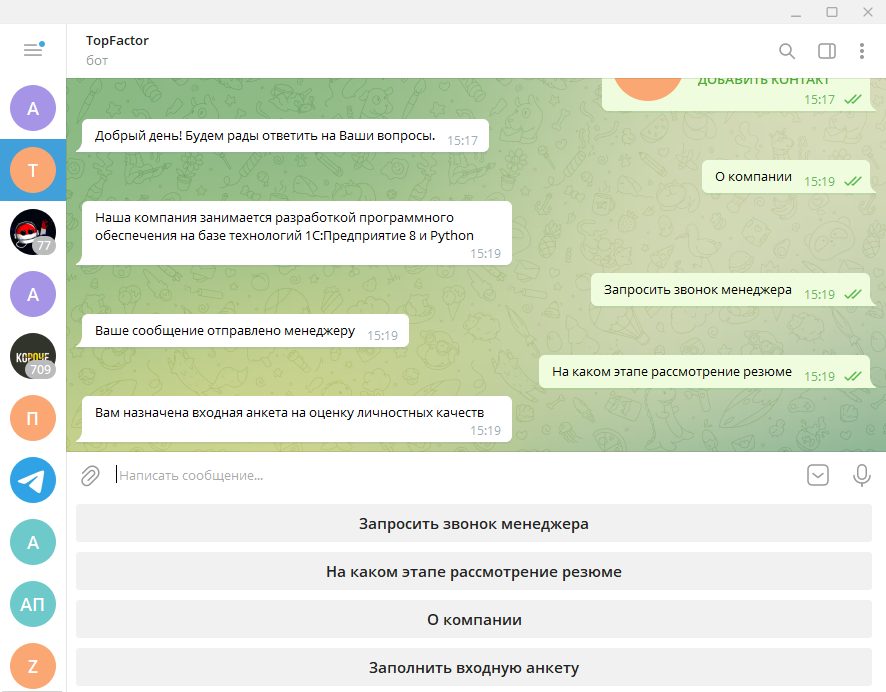 TopFactor
бот
А
Т
77
А
КОРОЧЕ
709
П
А
АП
Z
ДОБАВИТЬ КОНТАКТ
15:17
Добрый день! Будем рады ответить на Ваши вопросы.
15:17
О компании
15:19
Наша компания занимается разработкой программного
обеспечения на базе технологий 1С:Предприятие 8 и Python
15:19
Запросить звонок менеджера
15:19
Ваше сообщение отправлено менеджеру
15:19
На каком этапе рассмотрение резюме
15:19
Вам назначена входная анкета на оценку личностных качеств
15:19
Написать сообщение...
Запросить звонок менеджера
На каком этапе рассмотрение резюме
О компании
Заполнить входную анкету